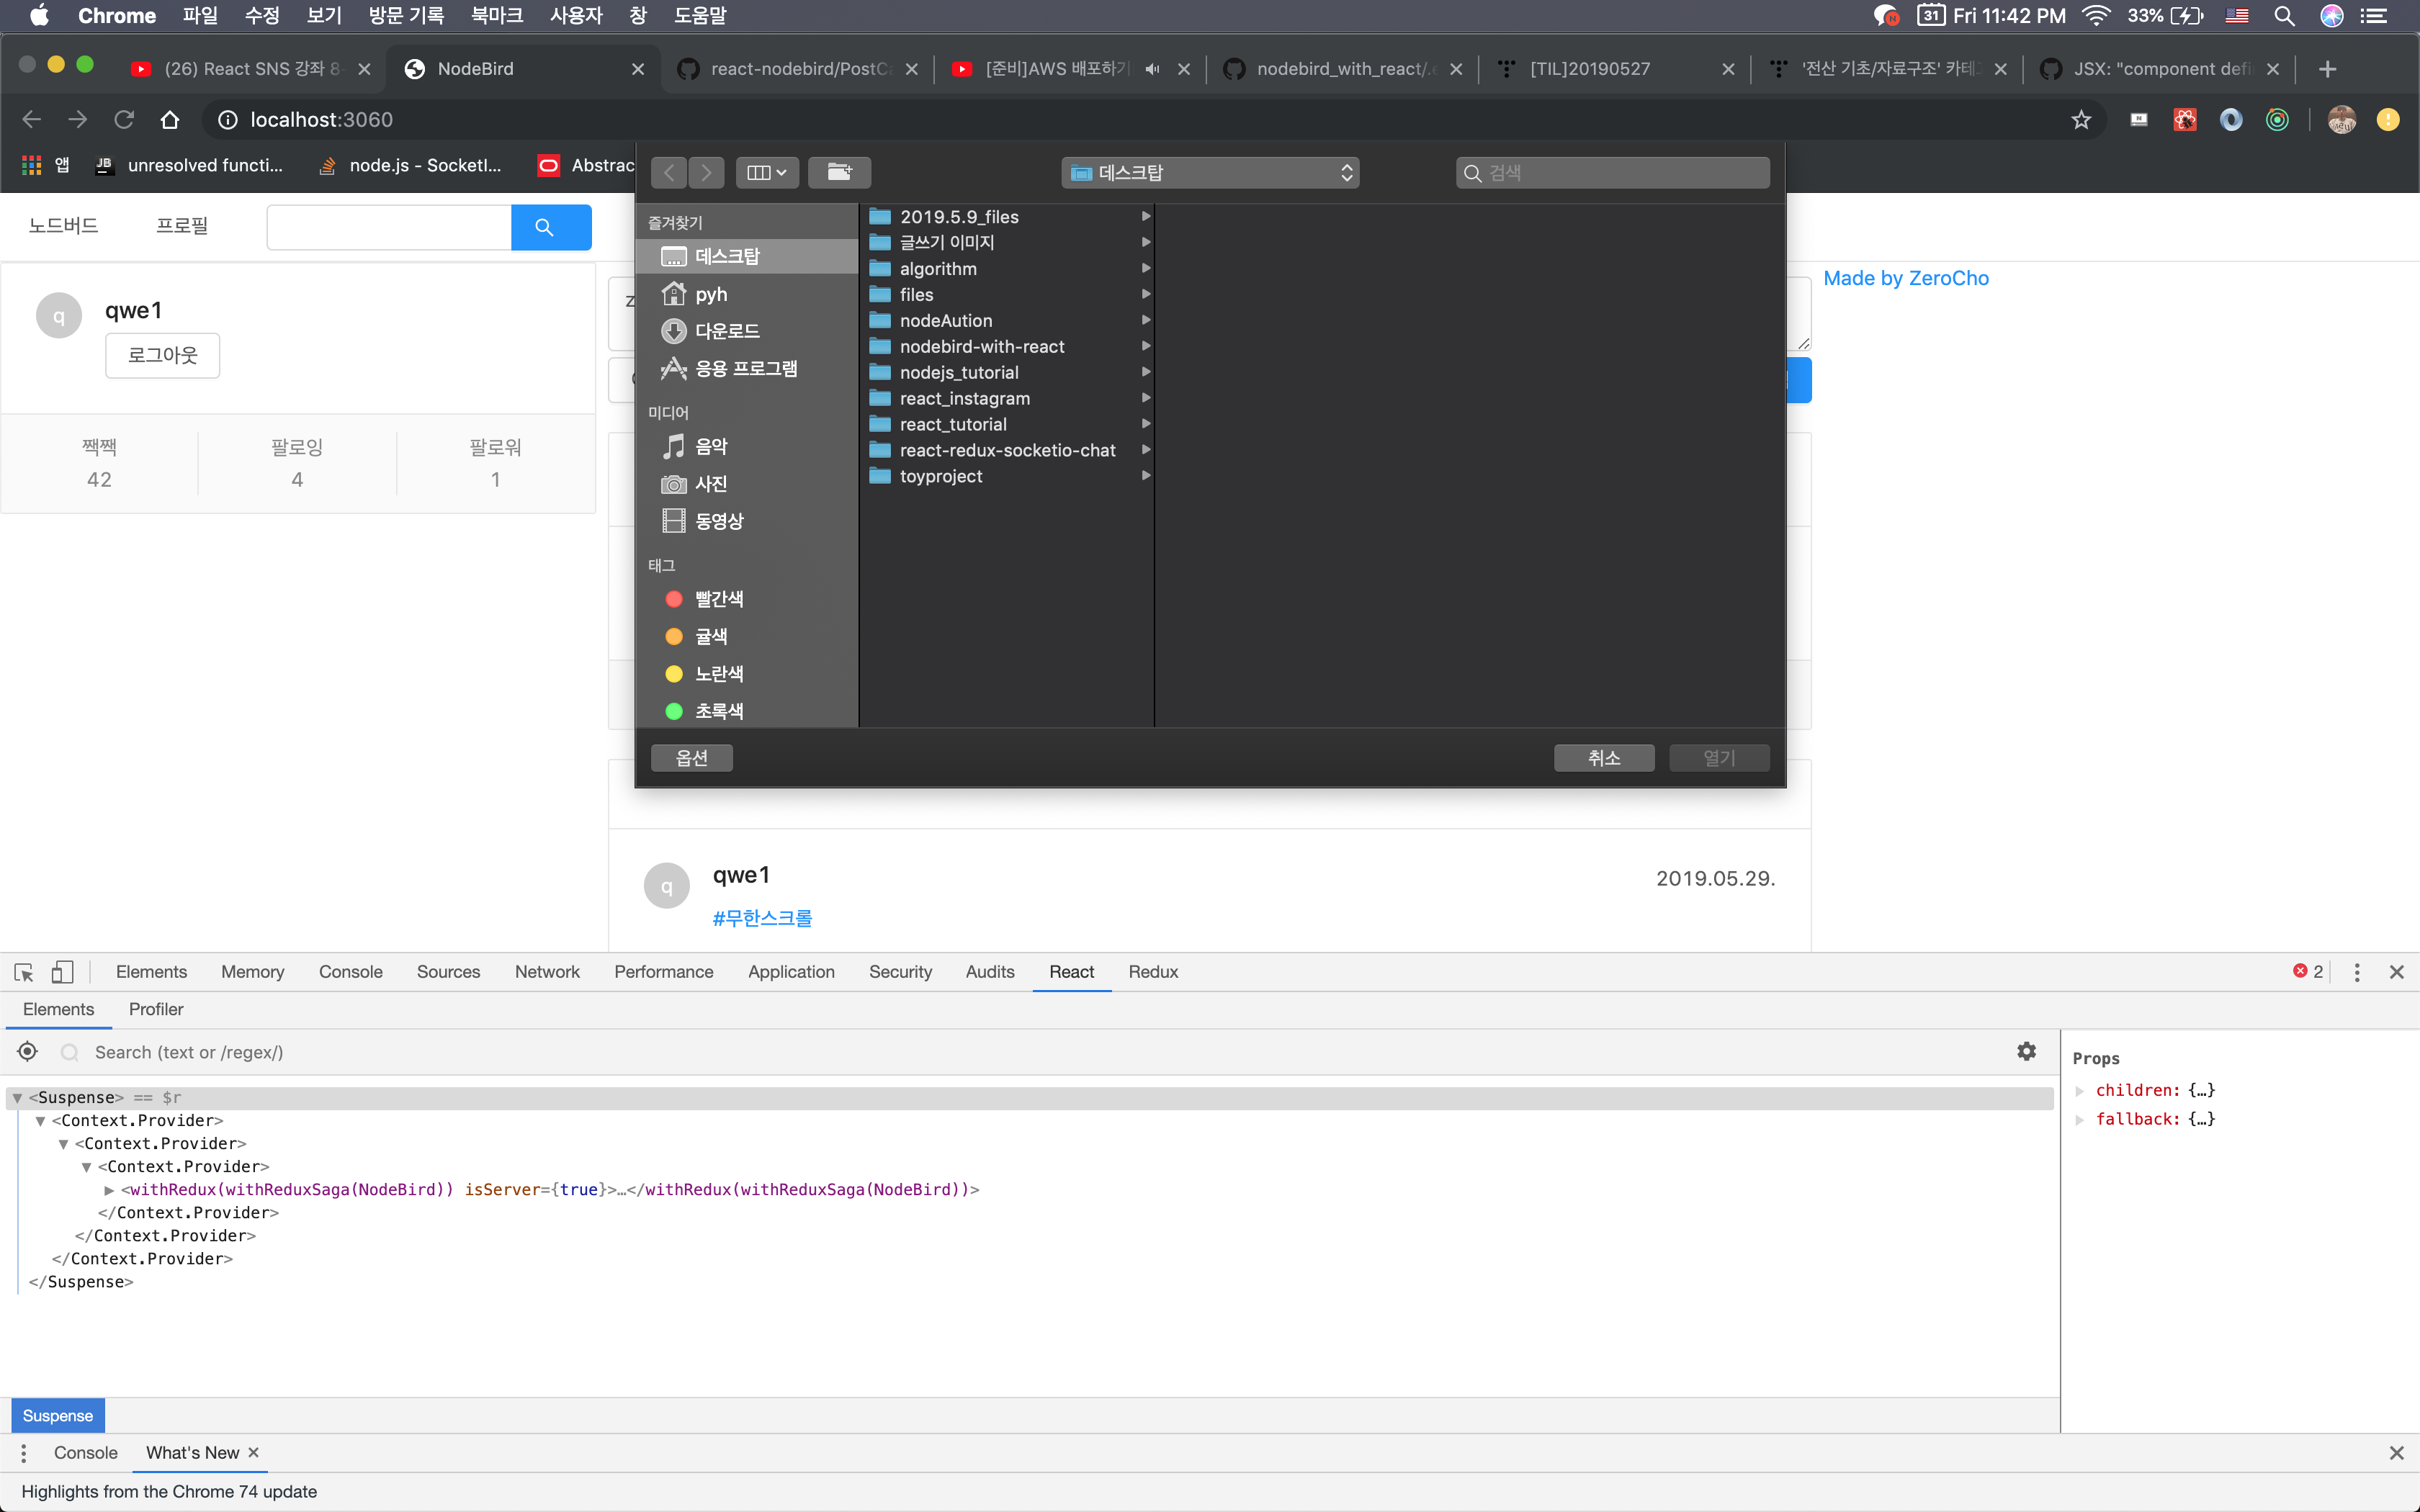 Chrome 파일 수정 보기 방문 기록 북마크 사용자 창 도움말
31 Fri 11:42 PM 33%
(26) React SNS 강좌 8- NodeBird react-nodebird/PostCa [준비]AWS 배포하기 nodebird_with_react/.e [TIL]20190527 '전산 기초/자료구조' 카테고 JSX: "component defi
localhost:3060
앱 JB unresolved functi... node.js - SocketI... Abstrac
데스크탑 검색
노드버드 프로필
Made by ZeroCho
q qwe1
로그아웃
짹짹 팔로잉 팔로워
42 4 1
즐겨찾기
데스크탑
pyh
다운로드
응용 프로그램
미디어
음악
사진
동영상
태그
빨간색
귤색
노란색
초록색
2019.5.9_files
글쓰기 이미지
algorithm
files
nodeAution
nodebird-with-react
nodejs_tutorial
react_instagram
react_tutorial
react-redux-socketio-chat
toyproject
옵션 취소 열기
q qwe1 2019.05.29.
#무한스크롤
Elements Memory Console Sources Network Performance Application Security Audits React Redux 2
Elements Profiler
Search (text or /regex/)
<Suspense> == $r
<Context.Provider>
<Context.Provider>
<Context.Provider>
<withRedux(withReduxSaga(NodeBird)) isServer={true}>…</withRedux(withReduxSaga(NodeBird))>
</Context.Provider>
</Context.Provider>
</Context.Provider>
</Suspense>
Props
children: {…}
fallback: {…}
Suspense
Console What's New
Highlights from the Chrome 74 update